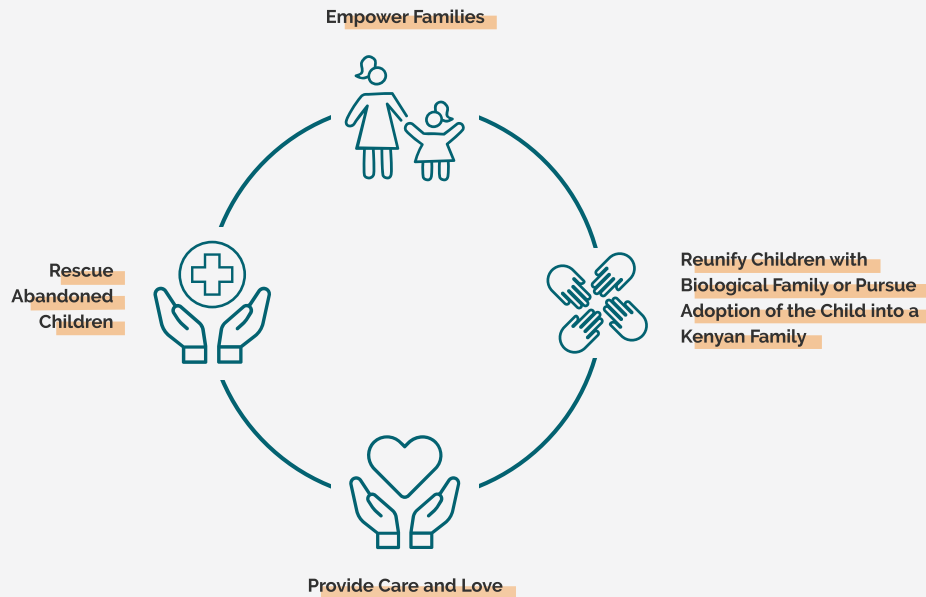 Empower Families
Rescue
Abandoned
Children
Reunify Children with
Biological Family or Pursue
Adoption of the Child into a
Kenyan Family
Provide Care and Love